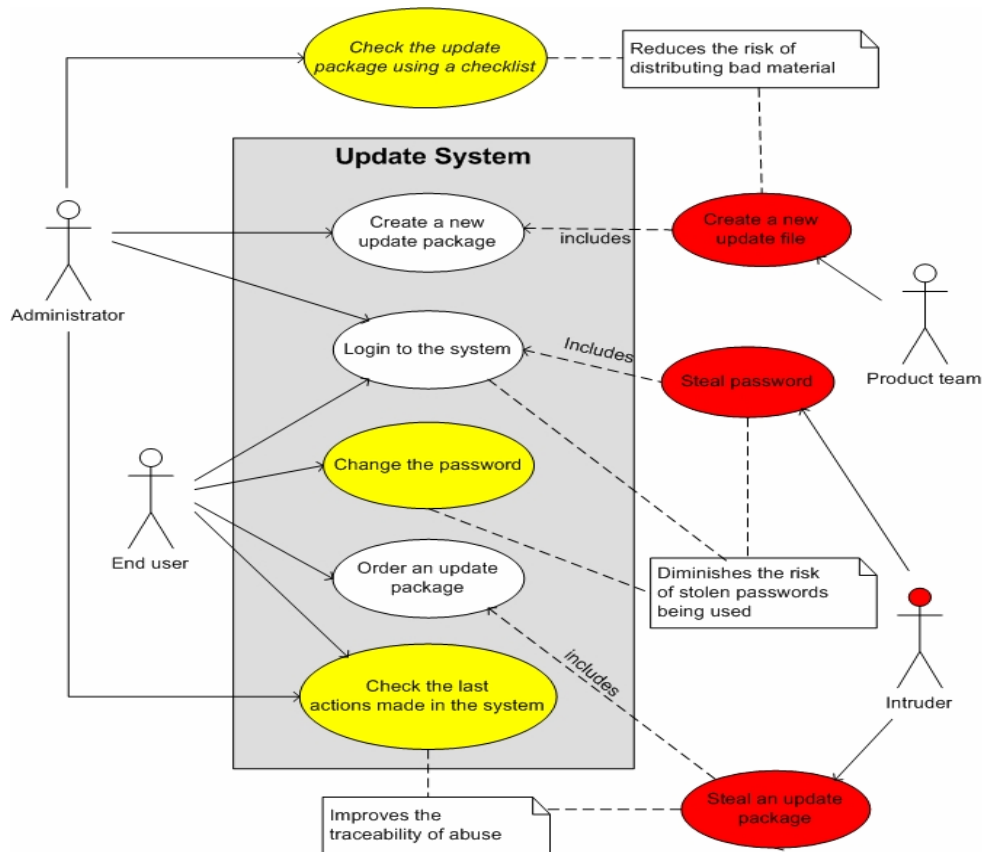 Check the update
package using a checklist
Reduces the risk of
distributing bad material
Update System
Create a new
update package
includes
Create a new
update file
Administrator
Product team
Login to the system
Includes
Steal password
Change the password
End user
Order an update
package
Diminishes the risk
of stolen passwords
being used
includes
Check the last
actions made in the system
Intruder
Improves the
traceability of abuse
Steal an update
package